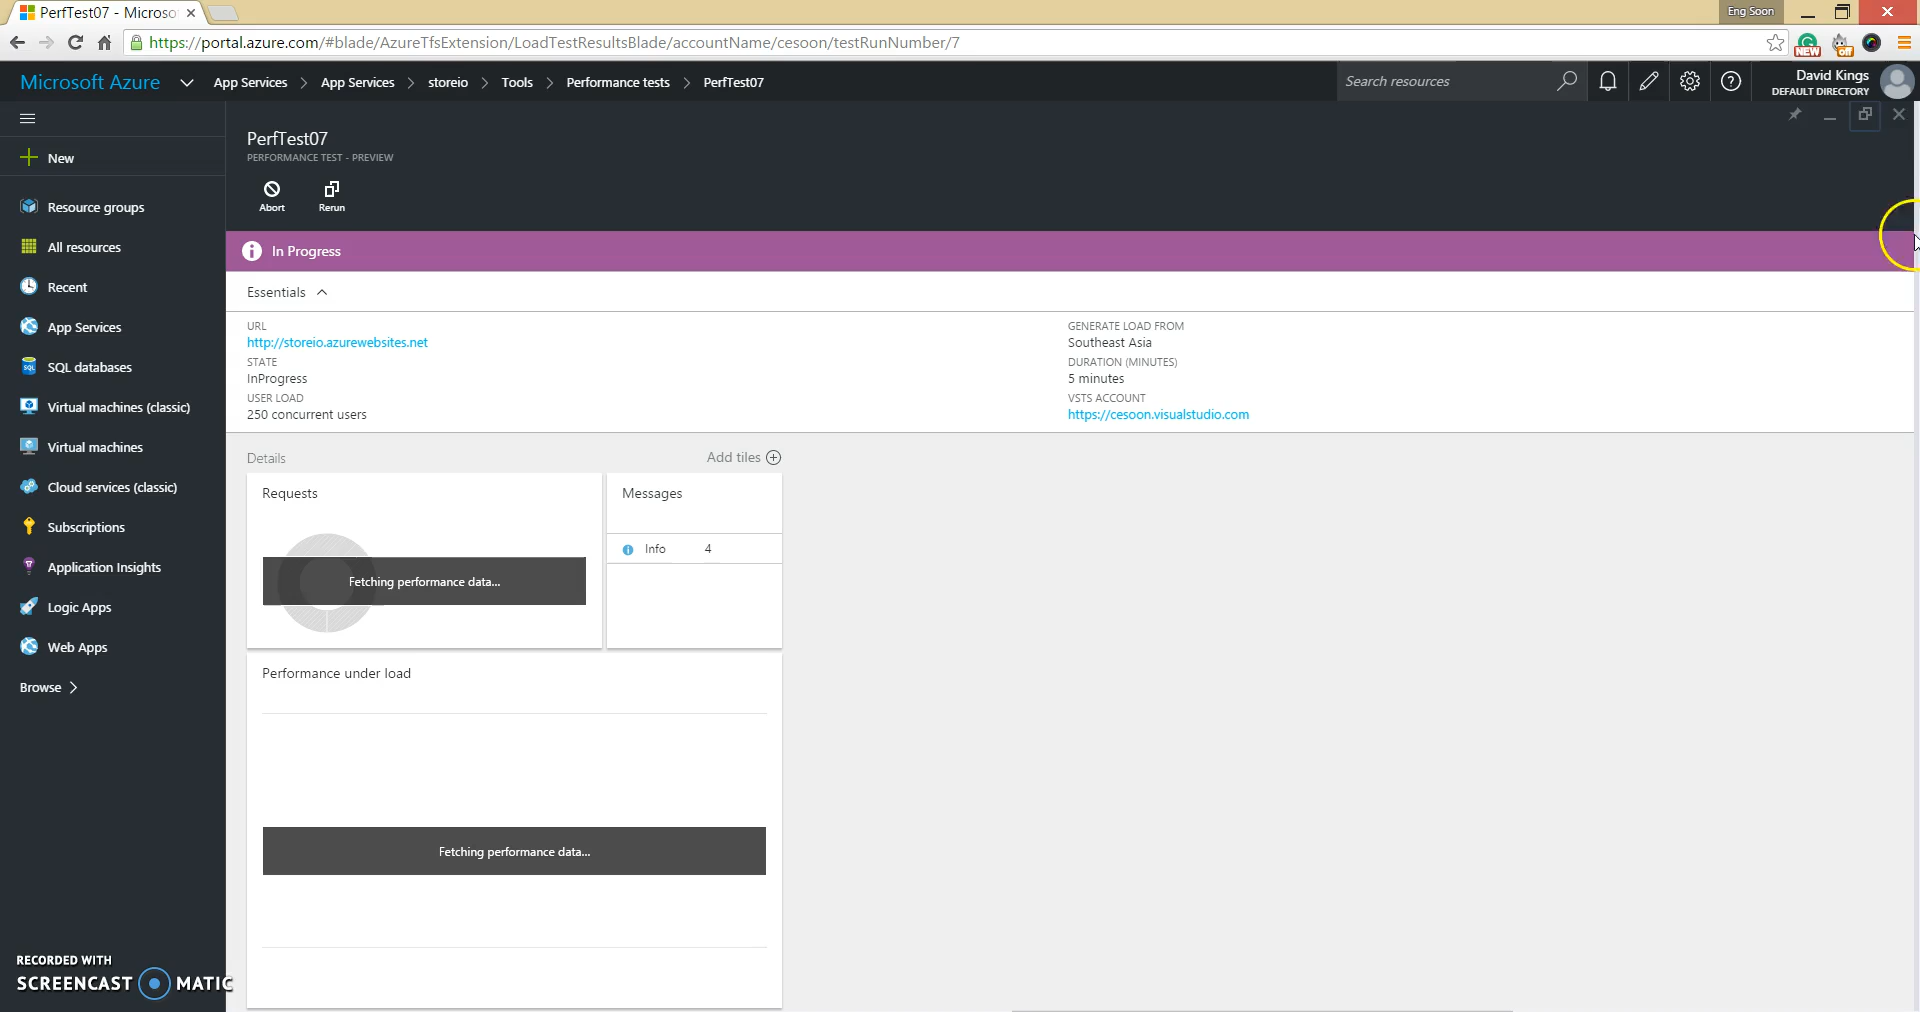 PerfTest07 - Microso
Eng Soon
https://portal.azure.com/#blade/AzureTfsExtension/LoadTestResultsBlade/accountName/cesoon/testRunNumber/7
NEW
off
Microsoft Azure
App Services
App Services
storeio
Tools
Performance tests
PerfTest07
Search resources
David Kings
DEFAULT DIRECTORY
New
Resource groups
All resources
Recent
App Services
SQL databases
Virtual machines (classic)
Virtual machines
Cloud services (classic)
Subscriptions
Application Insights
Logic Apps
Web Apps
Browse
PerfTest07
PERFORMANCE TEST - PREVIEW
Abort
Rerun
In Progress
Essentials
URL
http://storeio.azurewebsites.net
STATE
InProgress
USER LOAD
250 concurrent users
GENERATE LOAD FROM
Southeast Asia
DURATION (MINUTES)
5 minutes
VSTS ACCOUNT
https://cesoon.visualstudio.com
Details
Add tiles
Requests
Fetching performance data...
Messages
Info 4
Performance under load
Fetching performance data...
RECORDED WITH
SCREENCAST MATIC